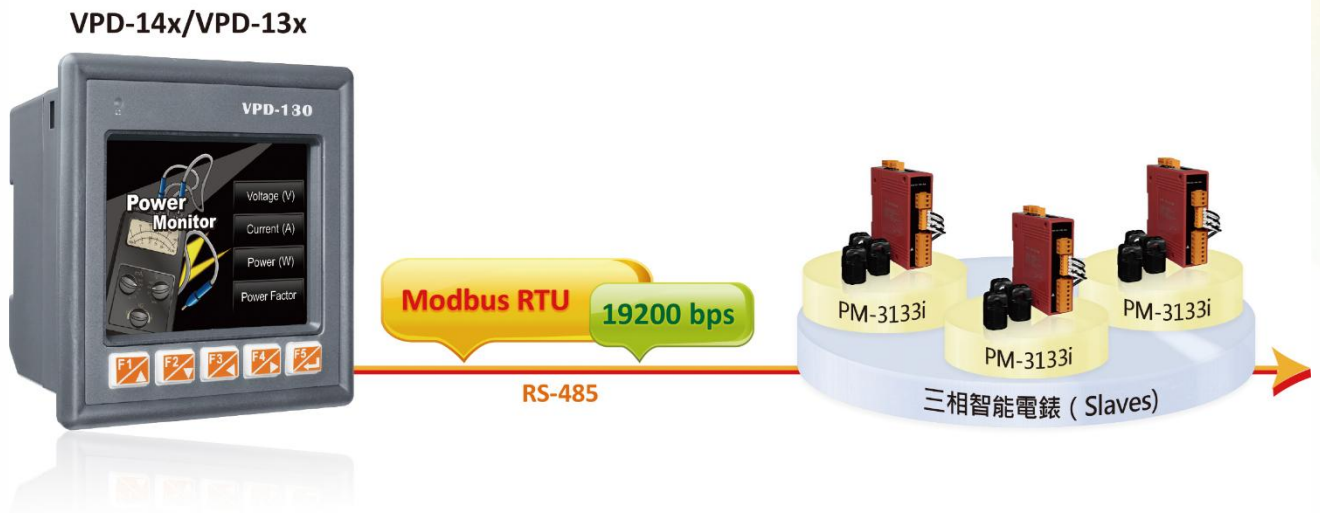 VPD-14x/VPD-13x
VPD-130
Power
Monitor
Voltage (V)
Current (A)
Power (W)
Power Factor
F1
F2
F3
F4
F5
Modbus RTU
19200 bps
RS-485
PM-3133i
PM-3133i
PM-3133i
三相智能電錶 ( Slaves)